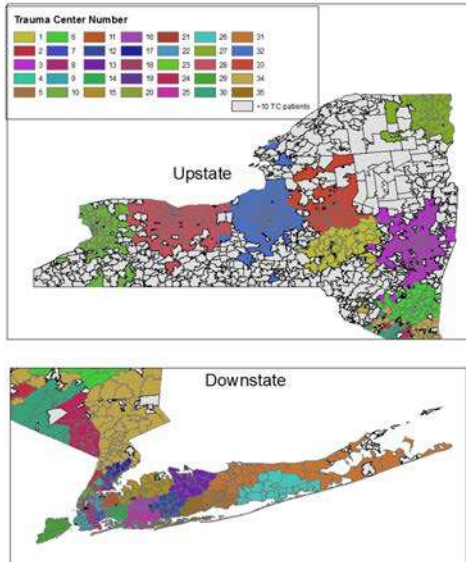 Trauma Center Number
1 6 11 16 21 26 31
2 7 12 17 22 27 32
3 8 13 18 23 28 33
4 9 14 19 24 29 34
5 10 15 20 25 30 35
<10 TC patients
Upstate
Downstate